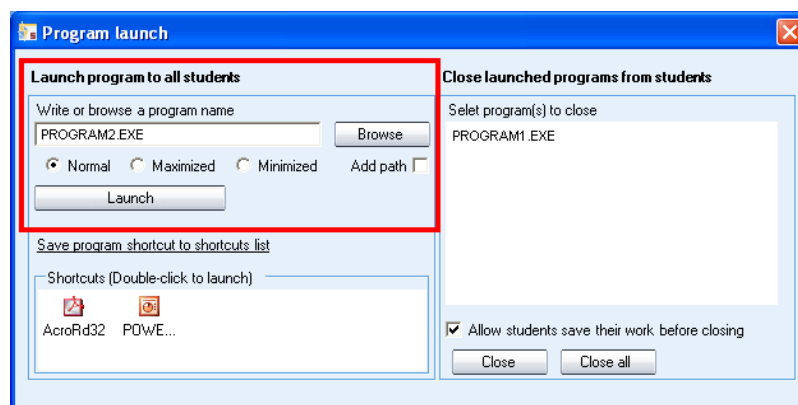 Program launch
Launch program to all students
Write or browse a program name
PROGRAM2.EXE
Browse
Normal
Maximized
Minimized
Add path
Launch
Save program shortcut to shortcuts list
Shortcuts (Double-click to launch)
AcroRd32
POWE...
Close launched programs from students
Selet program(s) to close
PROGRAM1.EXE
Allow students save their work before closing
Close
Close all